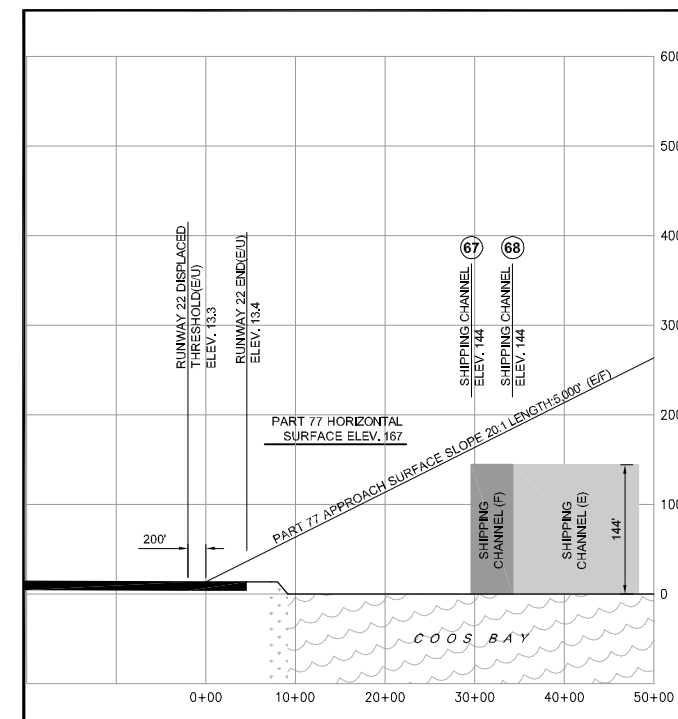 600
500
400
300
200
100
0
RUNWAY 22 DISPLACED
THRESHOLD(E/U)
ELEV. 13.3
RUNWAY 22 END(E/U)
ELEV. 13.4
67
68
SHIPPING CHANNEL
ELEV. 144
SHIPPING CHANNEL
ELEV. 144
PART 77 HORIZONTAL
SURFACE ELEV. 167
PART 77 APPROACH SURFACE SLOPE 20:1 LENGTH:5,000' (E/F)
200'
SHIPPING
CHANNEL (F)
SHIPPING
CHANNEL (E)
144'
COOS BAY
0+00
10+00
20+00
30+00
40+00
50+00